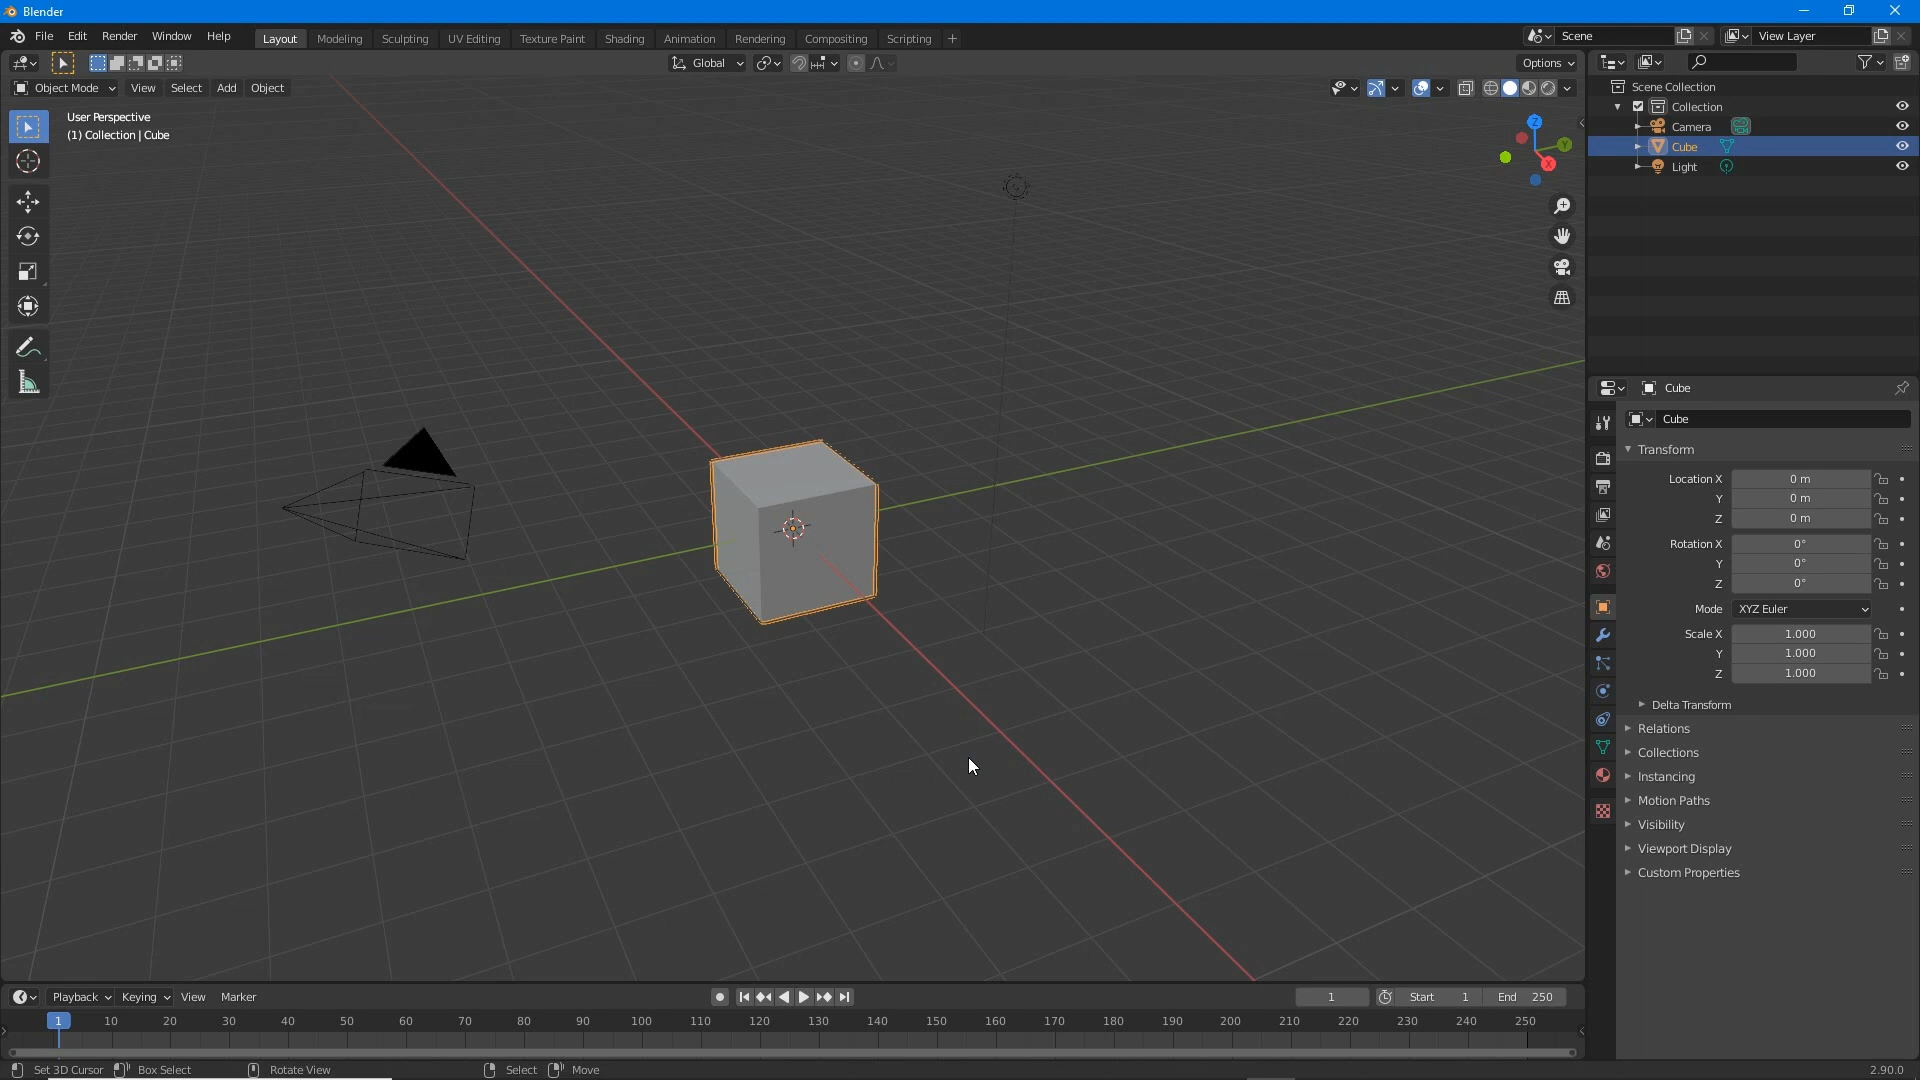 Blender
File Edit Render Window Help
Layout Modeling Sculpting UV Editing Texture Paint Shading Animation Rendering Compositing Scripting +
Scene
View Layer
Global
Options
Object Mode View Select Add Object
User Perspective
(1) Collection | Cube
Z
Y
X
Scene Collection
Collection
Camera
Cube
Light
Cube
Cube
Transform
Location X 0 m
Y 0 m
Z 0 m
Rotation X 0°
Y 0°
Z 0°
Mode XYZ Euler
Scale X 1.000
Y 1.000
Z 1.000
Delta Transform
Relations
Collections
Instancing
Motion Paths
Visibility
Viewport Display
Custom Properties
Playback Keying View Marker
1 Start 1 End 250
1 10 20 30 40 50 60 70 80 90 100 110 120 130 140 150 160 170 180 190 200 210 220 230 240 250
Set 3D Cursor Box Select Rotate View Select Move 2.90.0